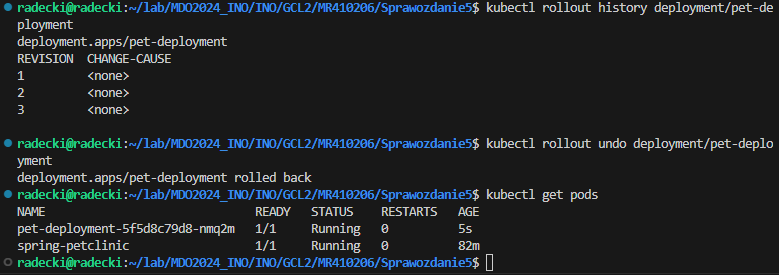 radecki@radecki:~/lab/MDO2024_INO/INO/GCL2/MR410206/Sprawozdanie5$ kubectl rollout history deployment/pet-de
ployment
deployment.apps/pet-deployment
REVISION  CHANGE-CAUSE
1         <none>
2         <none>
3         <none>
radecki@radecki:~/lab/MDO2024_INO/INO/GCL2/MR410206/Sprawozdanie5$ kubectl rollout undo deployment/pet-deplo
yment
deployment.apps/pet-deployment rolled back
radecki@radecki:~/lab/MDO2024_INO/INO/GCL2/MR410206/Sprawozdanie5$ kubectl get pods
NAME                              READY   STATUS    RESTARTS   AGE
pet-deployment-5f5d8c79d8-nmq2m   1/1     Running   0          5s
spring-petclinic                  1/1     Running   0          82m
radecki@radecki:~/lab/MDO2024_INO/INO/GCL2/MR410206/Sprawozdanie5$